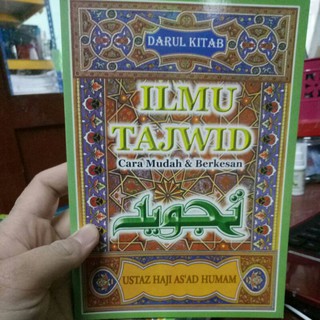 DARUL KITAB
ILMU
TAJWID
Cara Mudah & Berkesan
تجويد
USTAZ HAJI AS'AD HUMAM